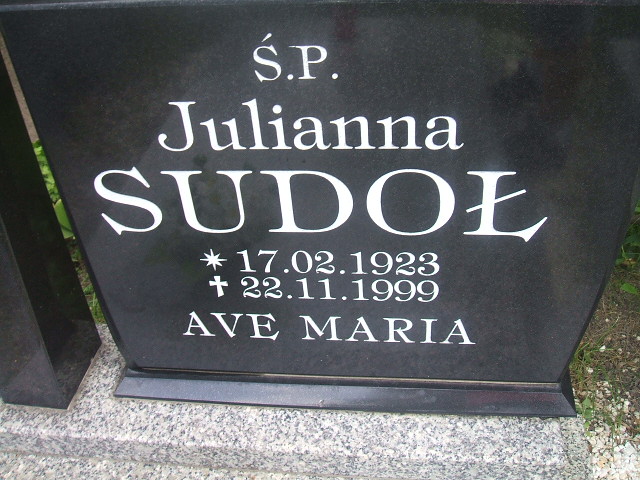 Ś.P.
Julianna
SUDOŁ
✷ 17.02.1923
✝ 22.11.1999
AVE MARIA